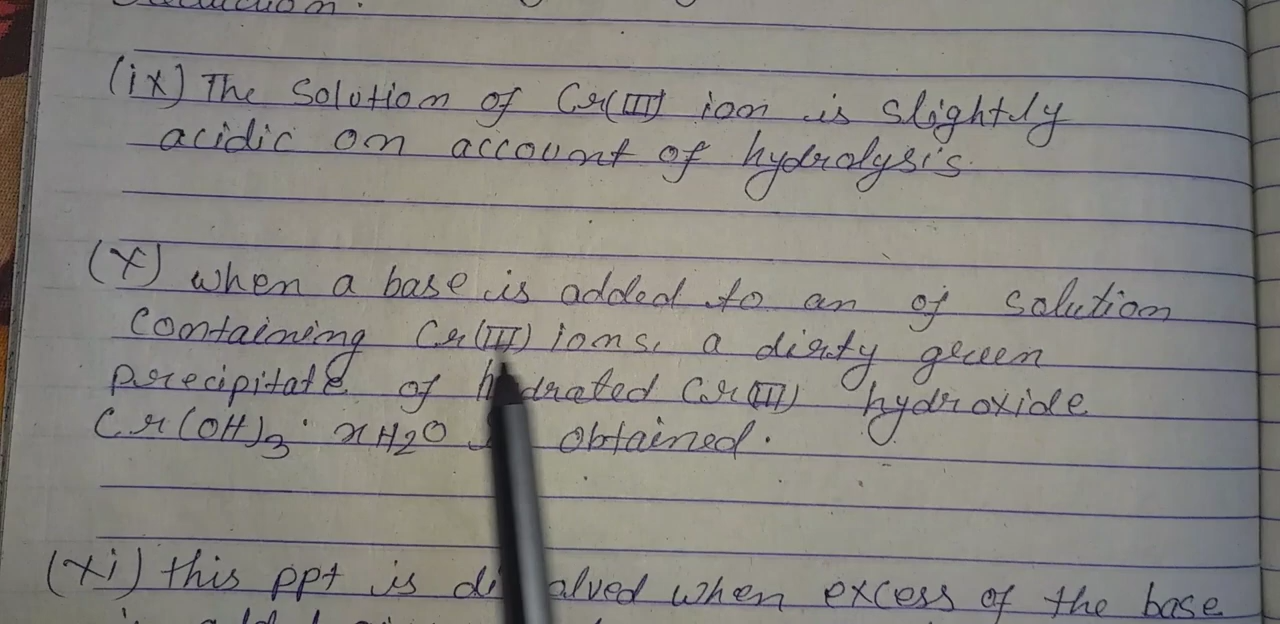 (ix) The Solution of Cr(III) ion is slightly
acidic on account of hydrolysis.
(X) when a base is added to an of solution
Containing Cr(III) ions, a dirty green
precipitate of hydrated Cr(III) hydroxide
Cr(OH)3 . xH2O obtained.
(xi) this ppt is when excess of the base